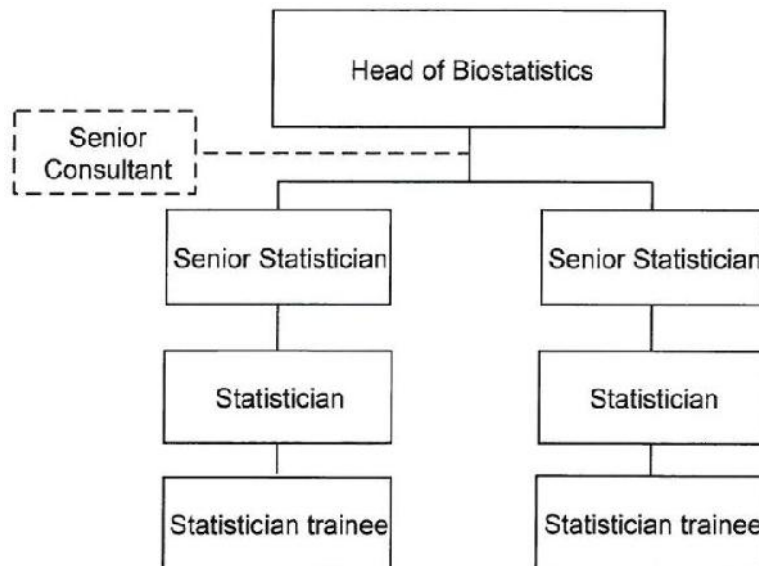 Head of Biostatistics
Senior
Consultant
Senior Statistician
Senior Statistician
Statistician
Statistician
Statistician trainee
Statistician trainee